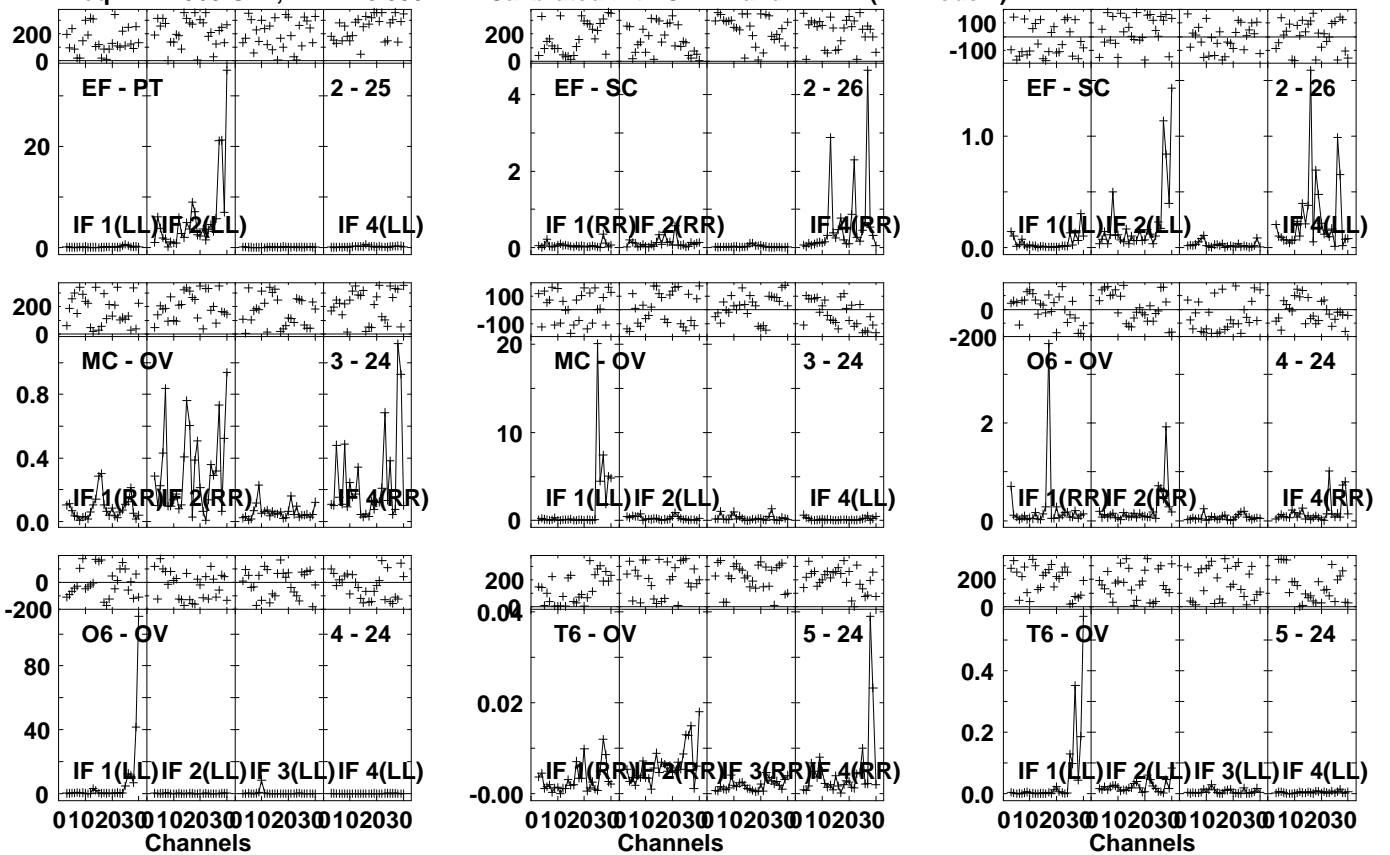 200 200 100
0 0 -100
EF - PT 2 - 25 EF - SC 2 - 26 EF - SC 2 - 26
4
20 1.0
2
IF 1(LL) IF 2(LL) IF 4(LL) IF 1(RR) IF 2(RR) IF 4(RR) IF 1(LL) IF 2(LL) IF 4(LL)
0 0 0.0
200 100 0
0 -100 -200
MC - OV 3 - 24 MC - OV 3 - 24 O6 - OV 4 - 24
20
0.8 2
10
0.4
IF 1(RR) IF 2(RR) IF 4(RR) IF 1(LL) IF 2(LL) IF 4(LL) IF 1(RR) IF 2(RR) IF 4(RR)
0.0 0 0
0 200 200
-200 0 0
0.04
O6 - OV 4 - 24 T6 - OV 5 - 24 T6 - OV 5 - 24
80 0.4
0.02
40 0.2
IF 1(LL) IF 2(LL) IF 3(LL) IF 4(LL) IF 1(RR) IF 2(RR) IF 3(RR) IF 4(RR) IF 1(LL) IF 2(LL) IF 3(LL) IF 4(LL)
0 -0.00 0.0
0102030 0102030 0102030 0102030 0102030 0102030 0102030 0102030 0102030 0102030 0102030 0102030
Channels Channels Channels